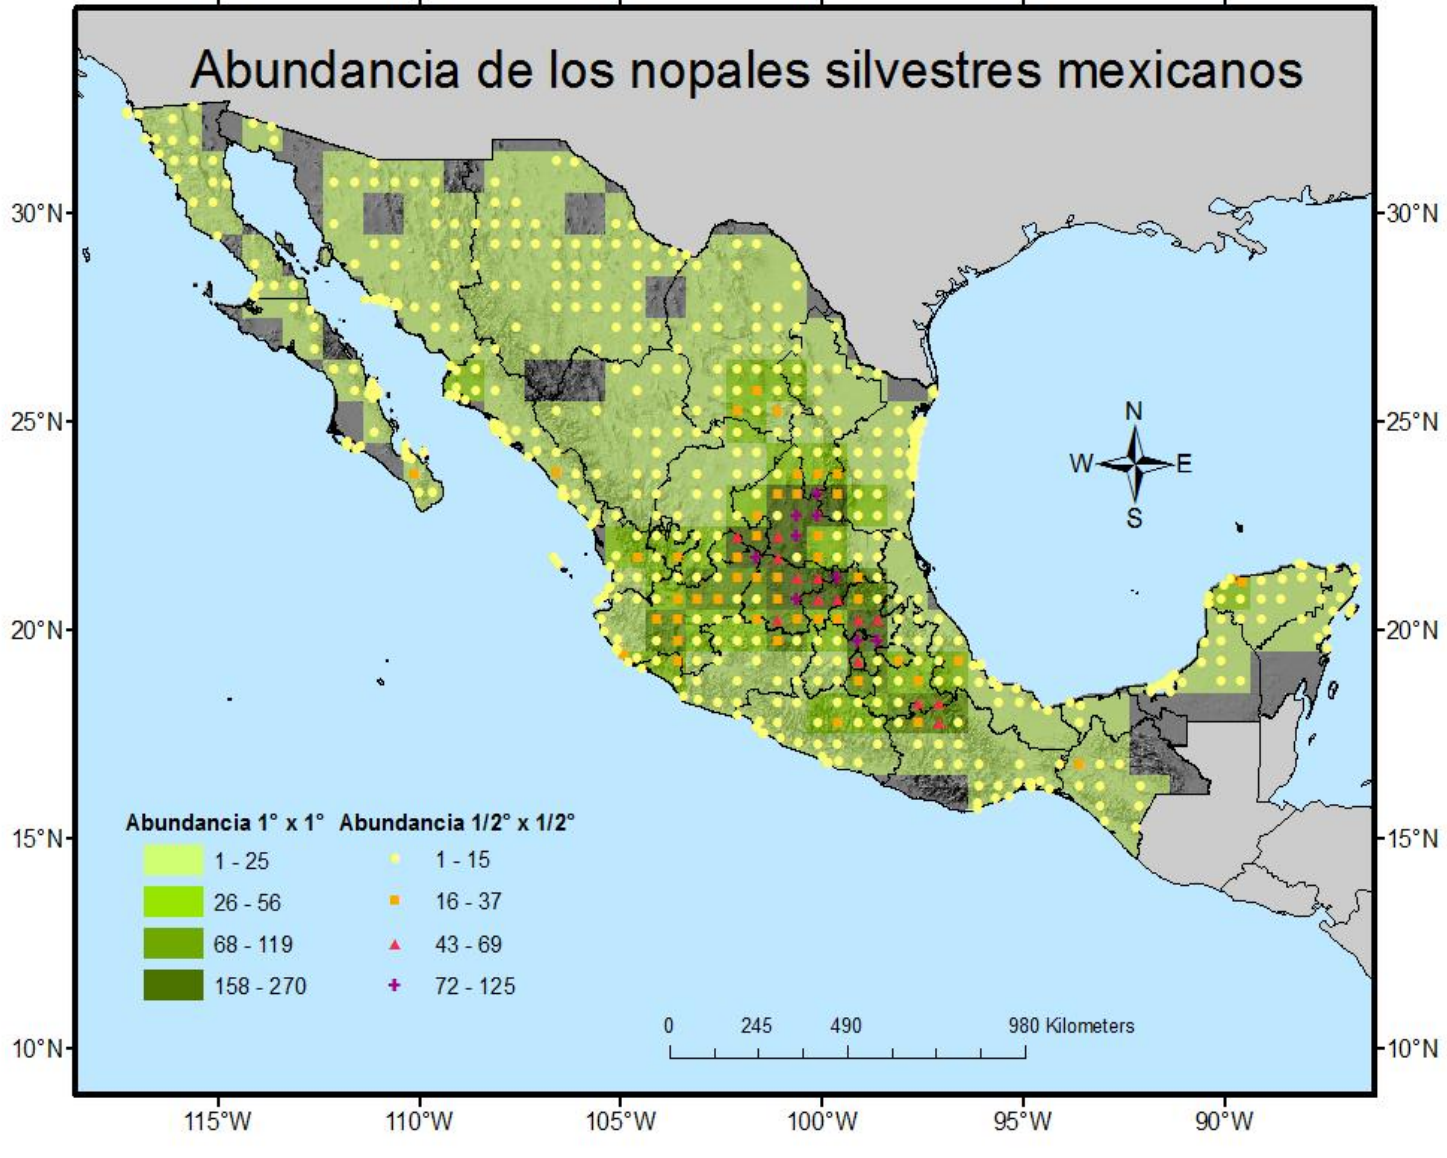 Abundancia de los nopales silvestres mexicanos
30°N
30°N
25°N
25°N
20°N
20°N
15°N
15°N
10°N
10°N
N
W E
S
Abundancia 1° x 1° Abundancia 1/2° x 1/2°
1 - 25 1 - 15
26 - 56 16 - 37
68 - 119 43 - 69
158 - 270 72 - 125
0 245 490 980 Kilometers
115°W 110°W 105°W 100°W 95°W 90°W